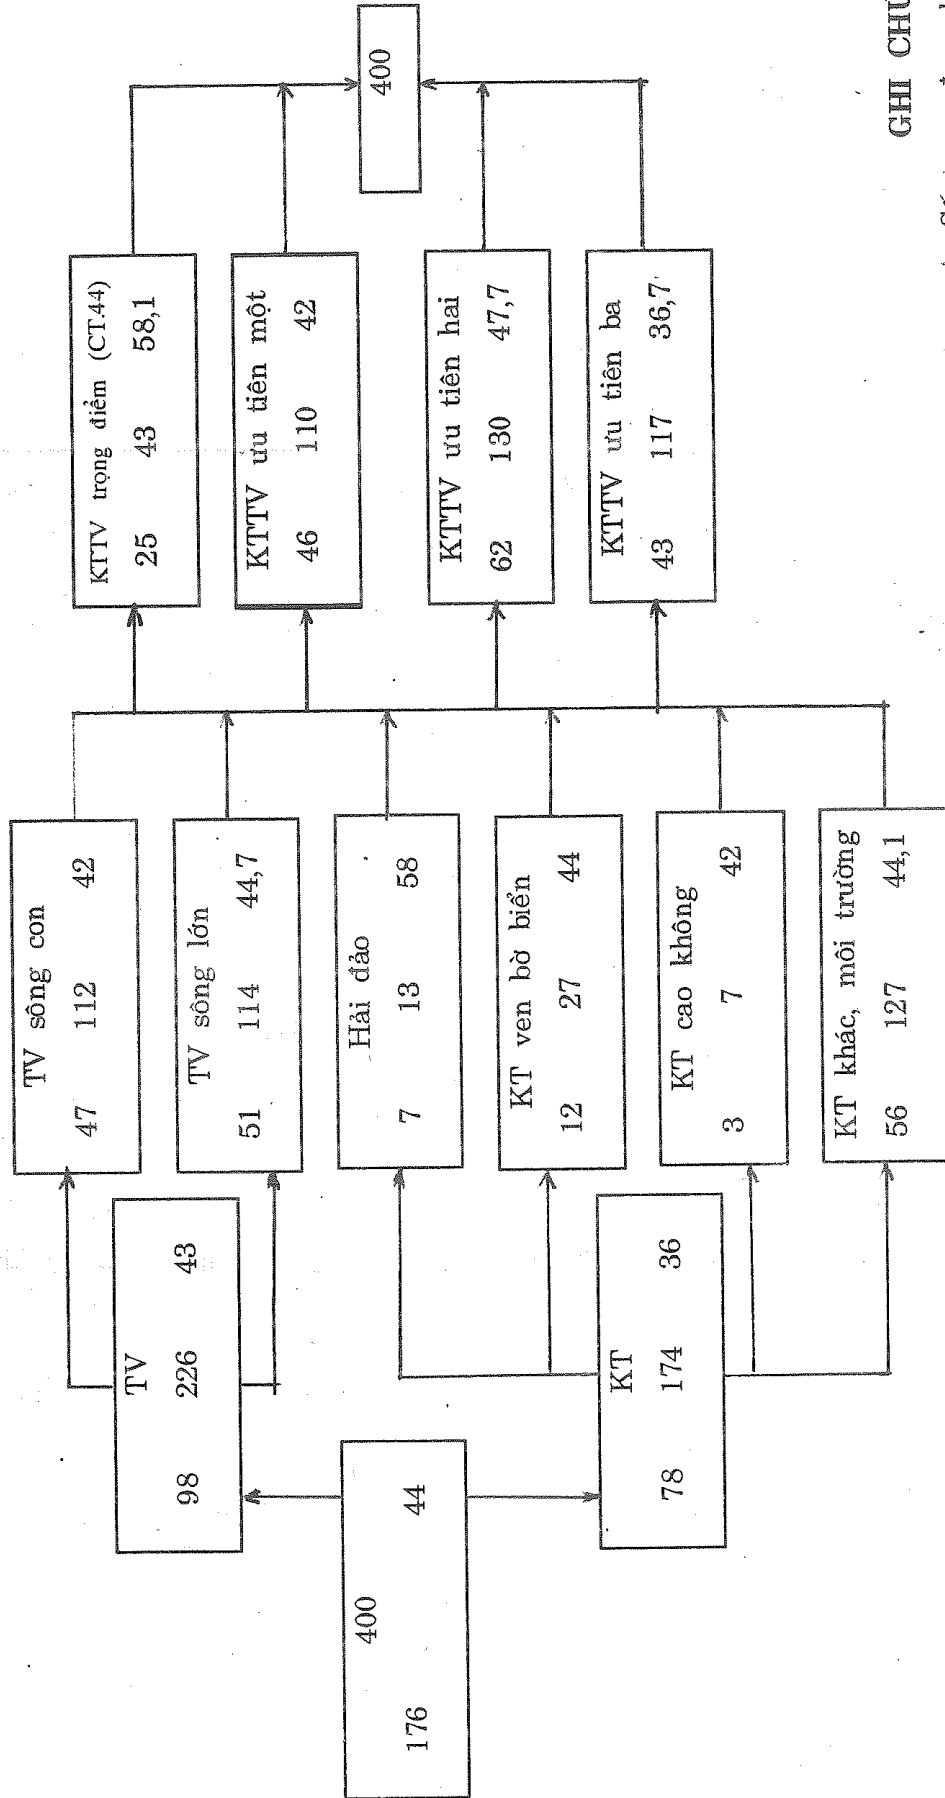 400
176 44
TV
98 226 43
KT
78 174 36
TV sông con
47 112 42
TV sông lớn
51 114 44,7
Hải đảo
7 13 58
KT ven bờ biển
12 27 44
KT cao không
3 7 42
KT khác, môi trường
56 127 44,1
KTTV trọng điểm (CT.44)
25 43 58,1
KTTV ưu tiên một
46 110 42
KTTV ưu tiên hai
62 130 47,7
KTTV ưu tiên ba
43 117 36,7
400
GHI CHÚ